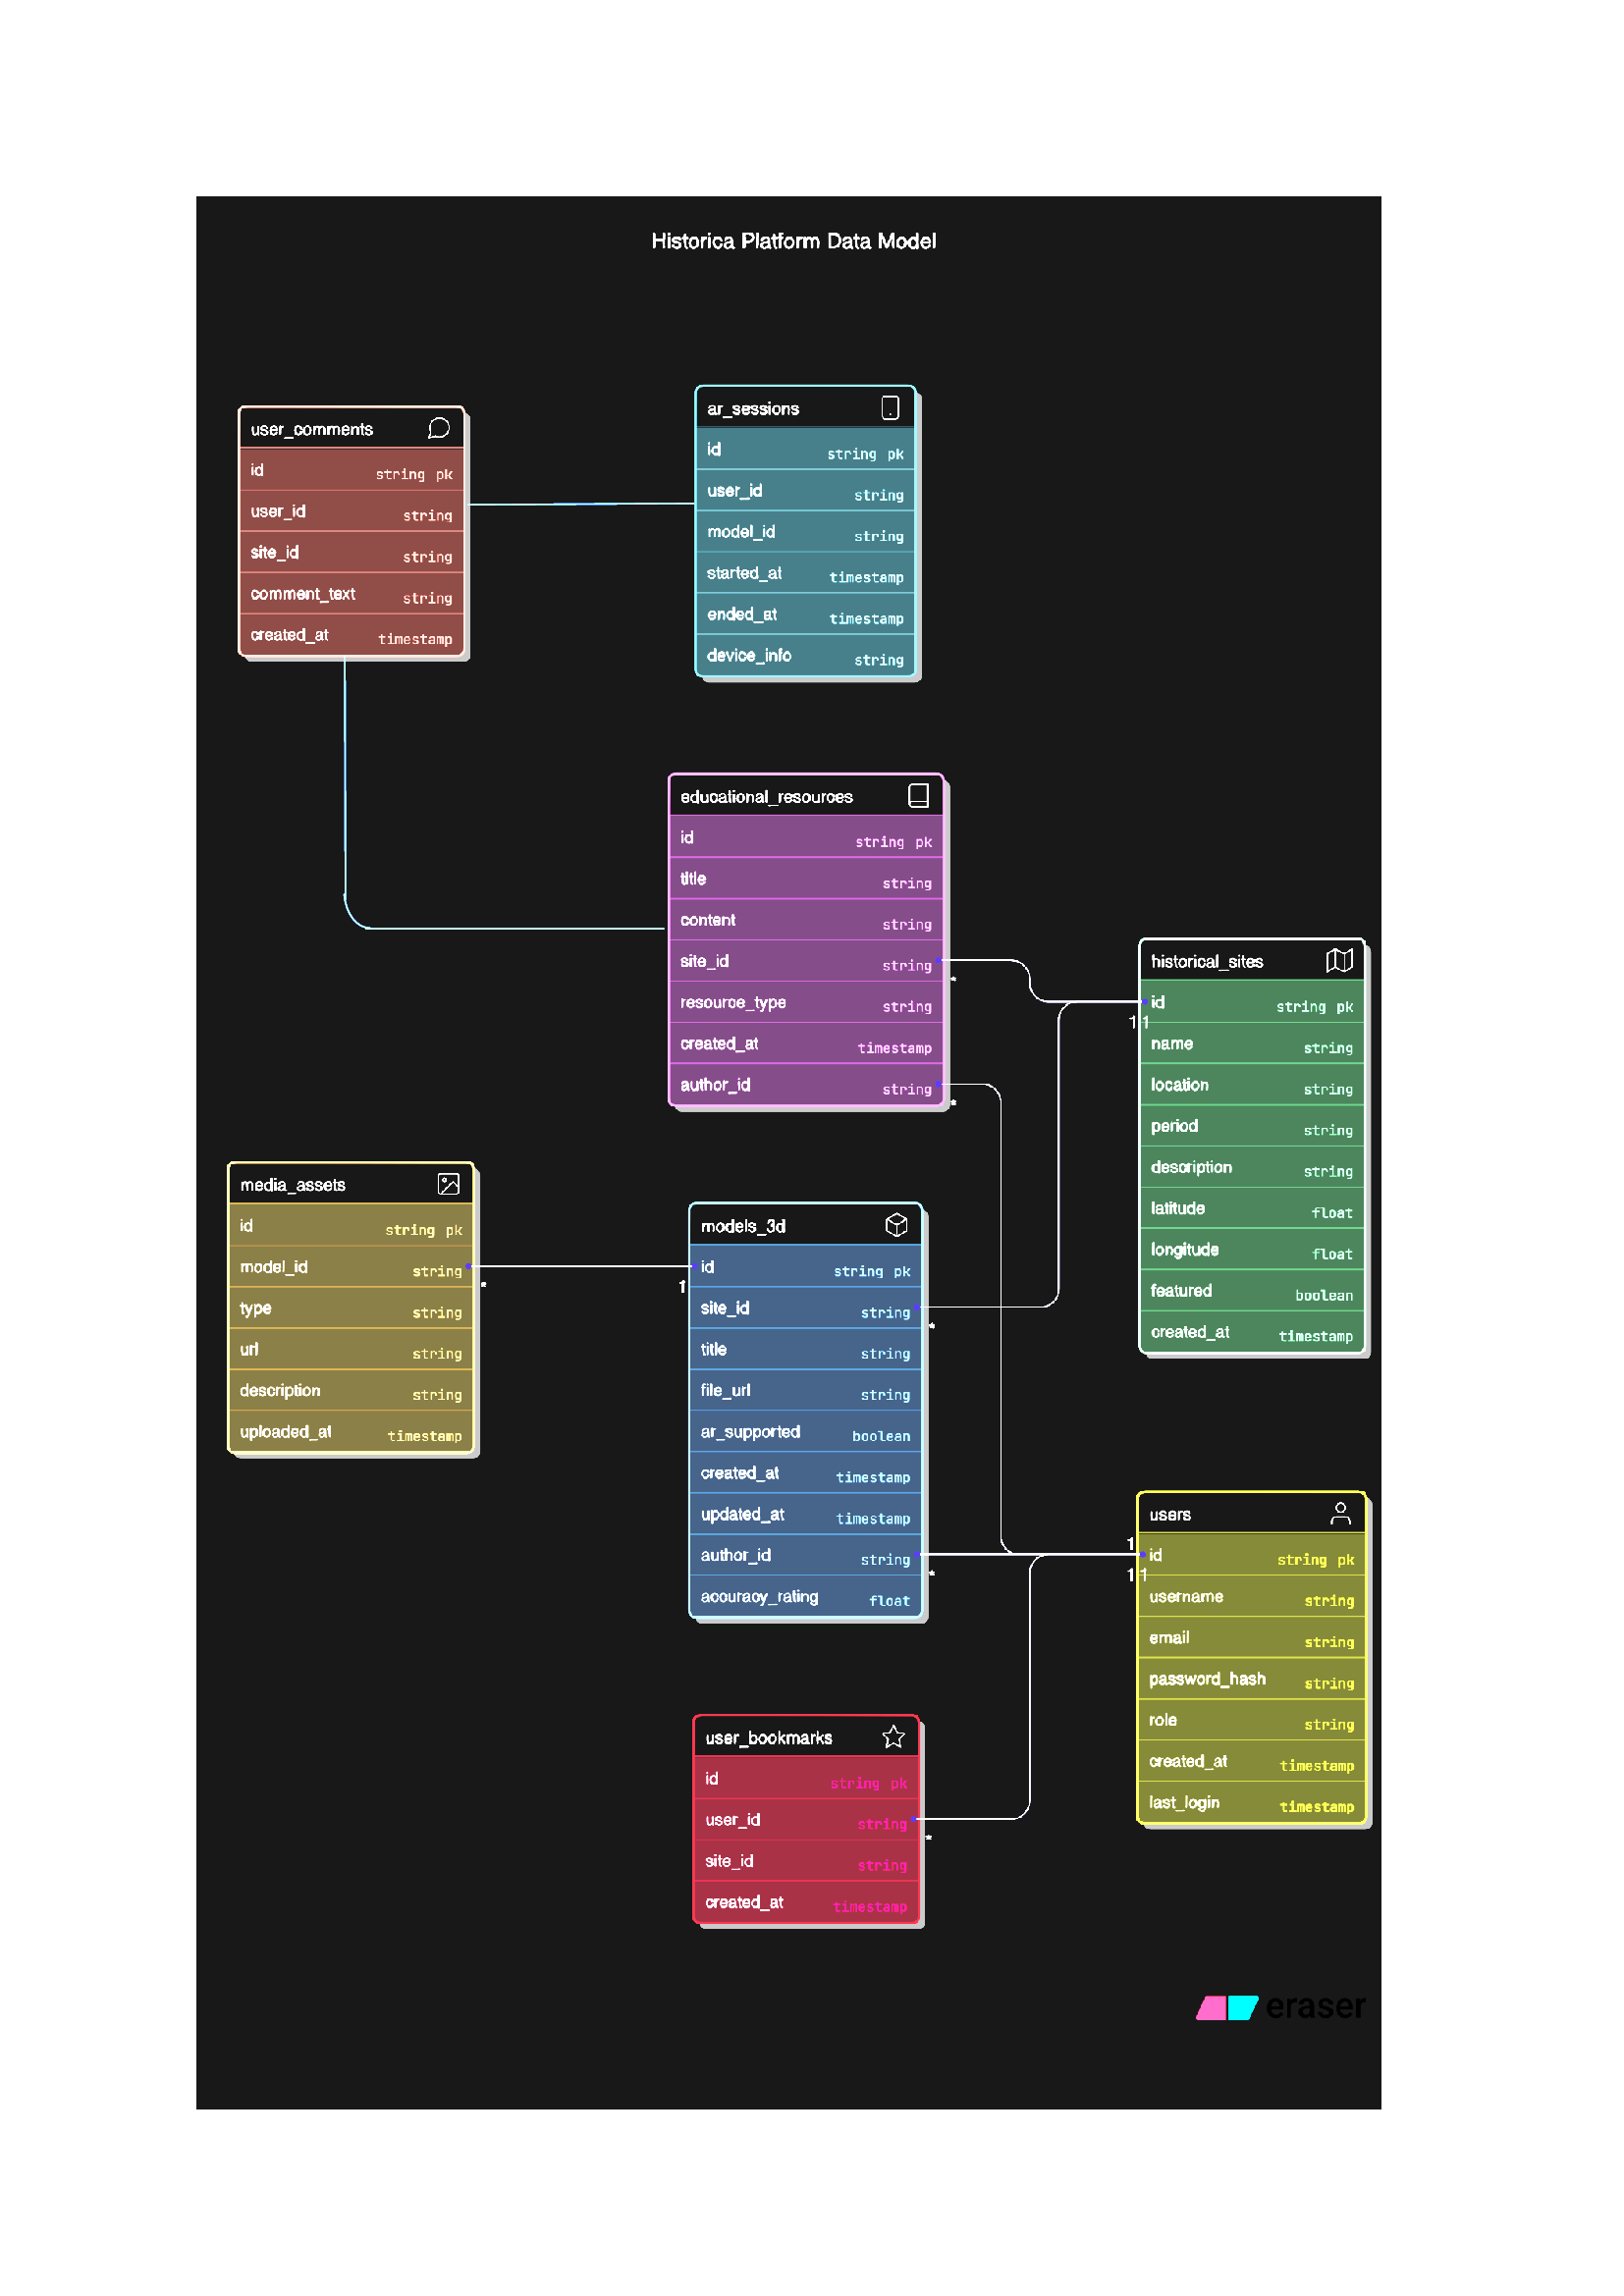 Historica Platform Data Model
user_comments
id string pk
user_id string
site_id string
comment_text string
created_at timestamp
ar_sessions
id string pk
user_id string
model_id string
started_at timestamp
ended_at timestamp
device_info string
educational_resources
id string pk
title string
content string
site_id string
*
resource_type string
created_at timestamp
author_id string
*
historical_sites
id string pk
1 1
name string
location string
period string
description string
latitude float
longitude float
featured boolean
created_at timestamp
media_assets
id string pk
model_id string
*
type string
url string
description string
uploaded_at timestamp
models_3d
id string pk
1
site_id string
*
title string
file_url string
ar_supported boolean
created_at timestamp
updated_at timestamp
author_id string
*
accuracy_rating float
users
1
id string pk
1 1
username string
email string
password_hash string
role string
created_at timestamp
last_login timestamp
user_bookmarks
id string pk
user_id string
*
site_id string
created_at timestamp
eraser